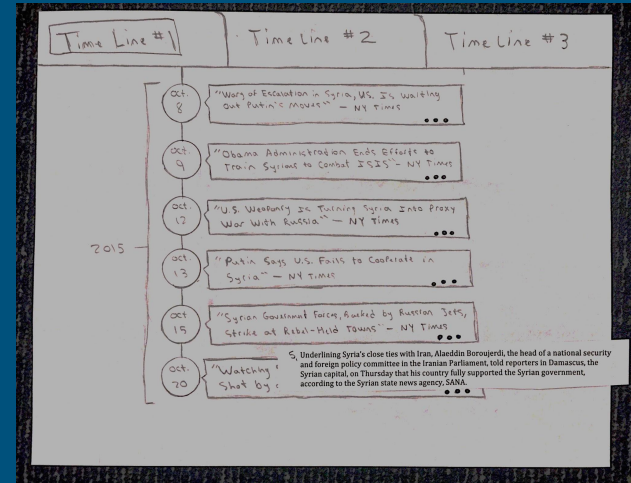 Time Line #1
Time Line #2
Time Line #3
2015
Oct. 8
"Wary of Escalation in Syria, U.S. Is Waiting
out Putin's Moves" - NY Times
Oct. 9
"Obama Administration Ends Efforts to
Train Syrians to Combat ISIS" - NY Times
Oct. 12
"U.S. Weaponry Is Turning Syria Into Proxy
War With Russia" - NY Times
Oct. 13
"Putin Says U.S. Fails to Cooperate in
Syria" - NY Times
Oct 15
"Syrian Government Forces, Backed by Russian Jets,
Strike at Rebel-Held Towns" - NY Times
5. Underlining Syria's close ties with Iran, Alaeddin Boroujerdi, the head of a national security
and foreign policy committee in the Iranian Parliament, told reporters in Damascus, the
Syrian capital, on Thursday that his country fully supported the Syrian government,
according to the Syrian state news agency, SANA.
Oct. 20
"Watching
Shot by